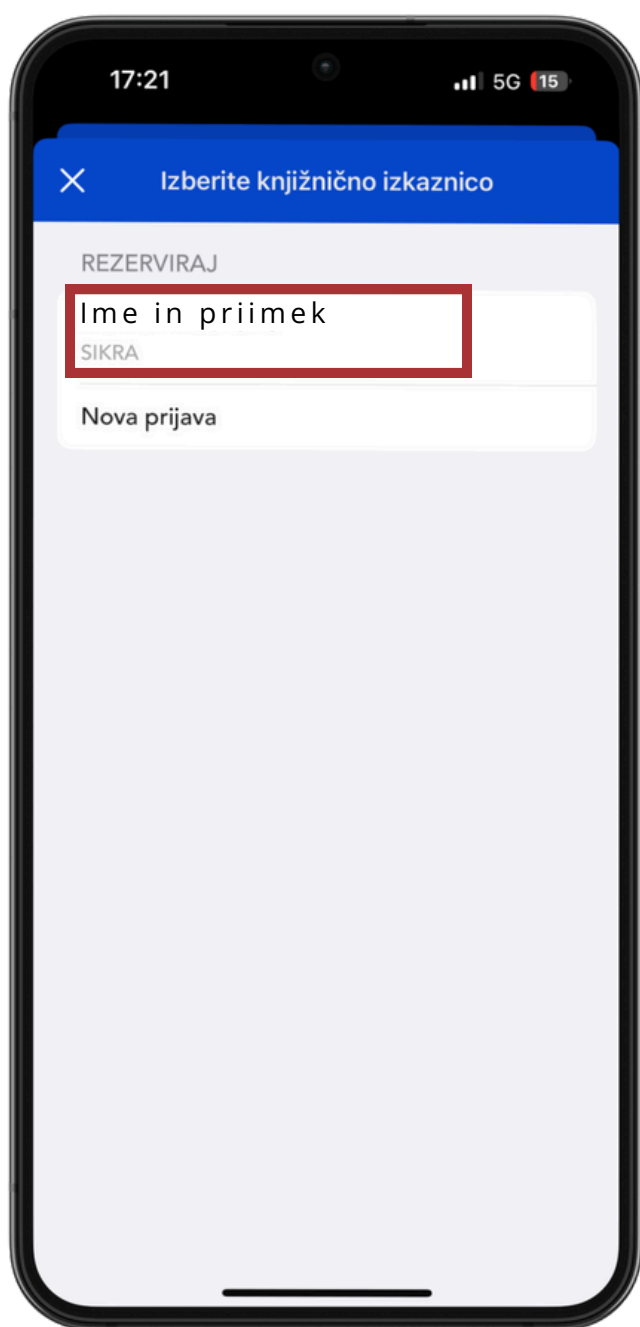 17:21
5G 15
Izberite knjižnično izkaznico
REZERVIRAJ
Ime in priimek
SIKRA
Nova prijava